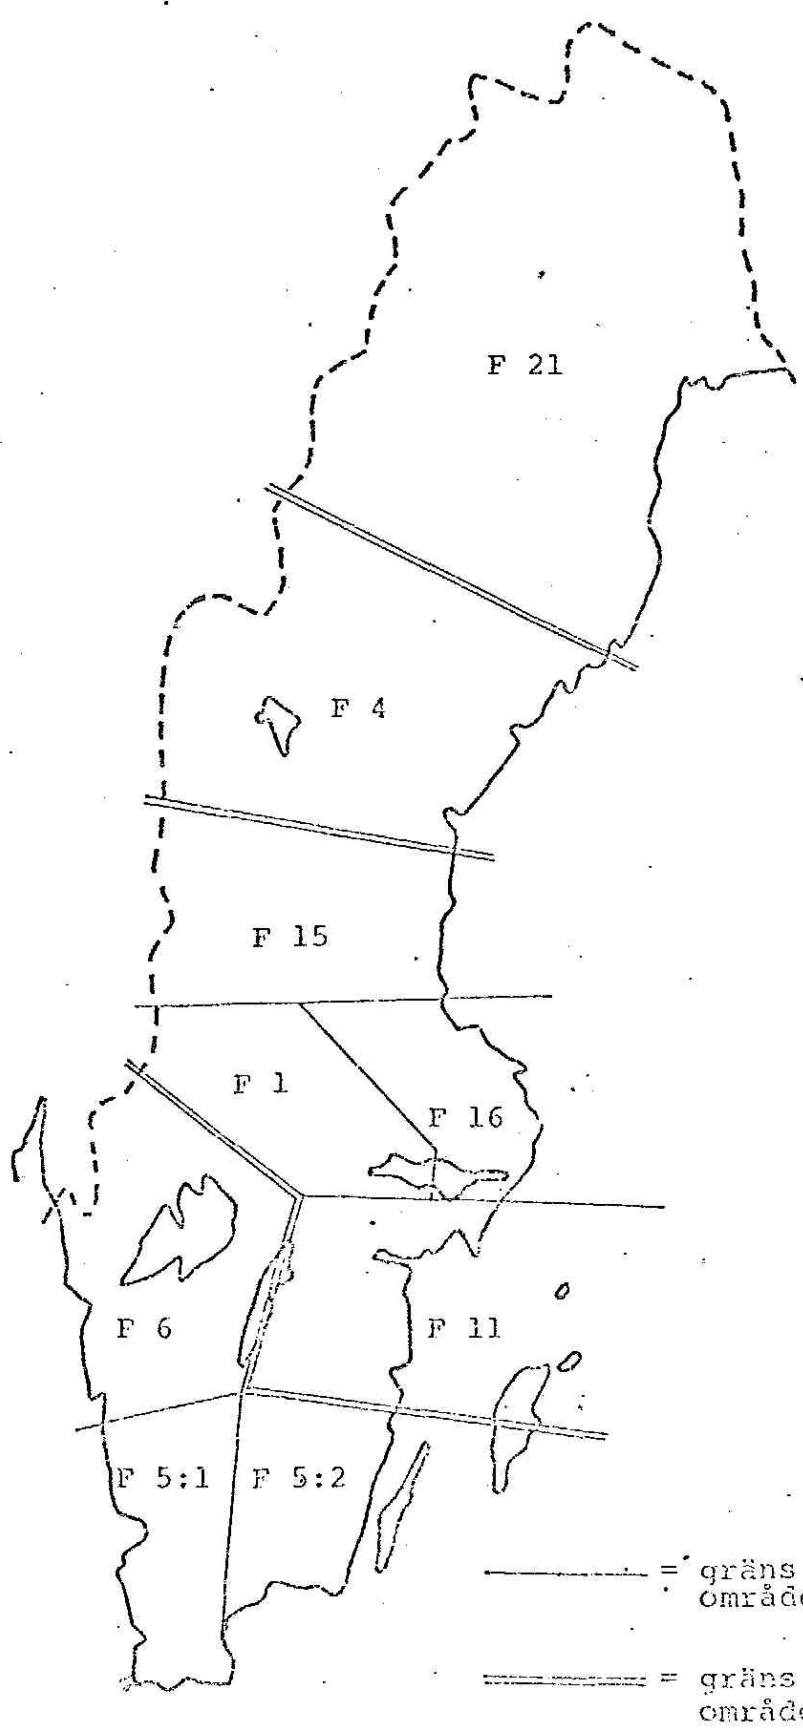 F 21
F 4
F 15
F 1
F 16
F 6
F 11
F 5:1
F 5:2
= gräns
område
= gräns
område